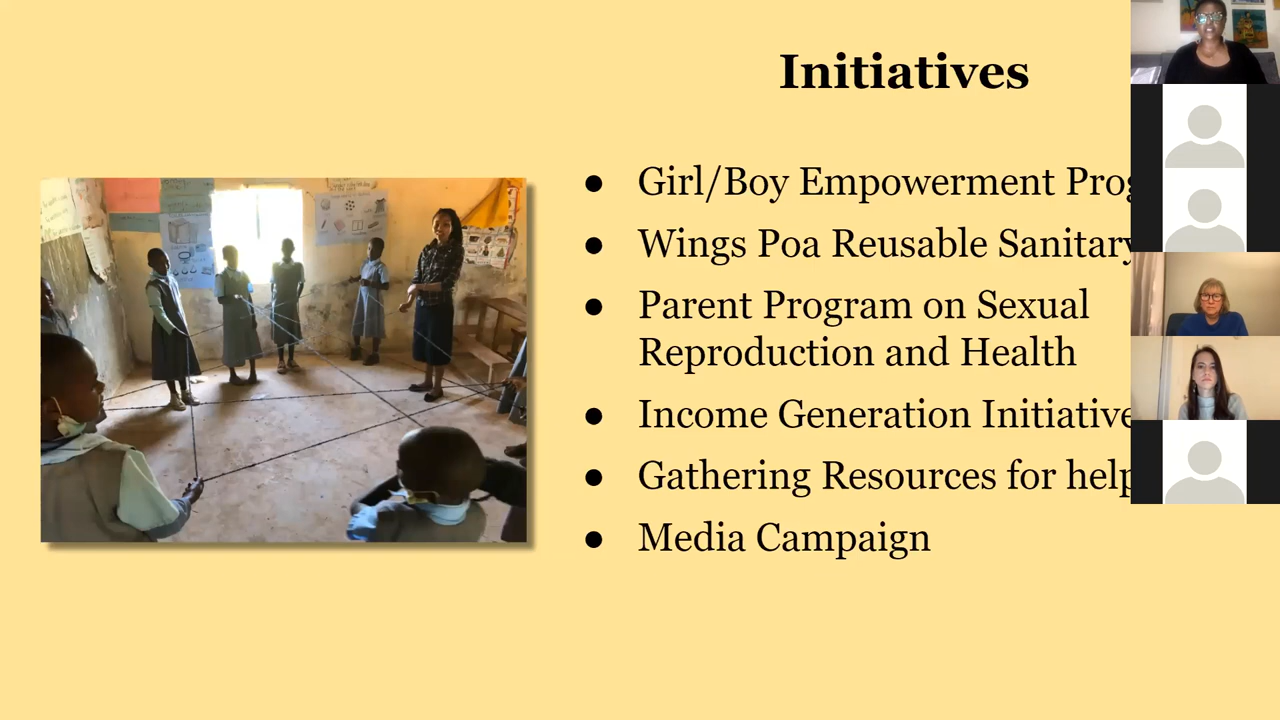 Initiatives
● Girl/Boy Empowerment
● Wings Poa Reusable Sanitary
● Parent Program on Sexual
Reproduction and Health
● Income Generation Initiative
● Gathering Resources for help
● Media Campaign